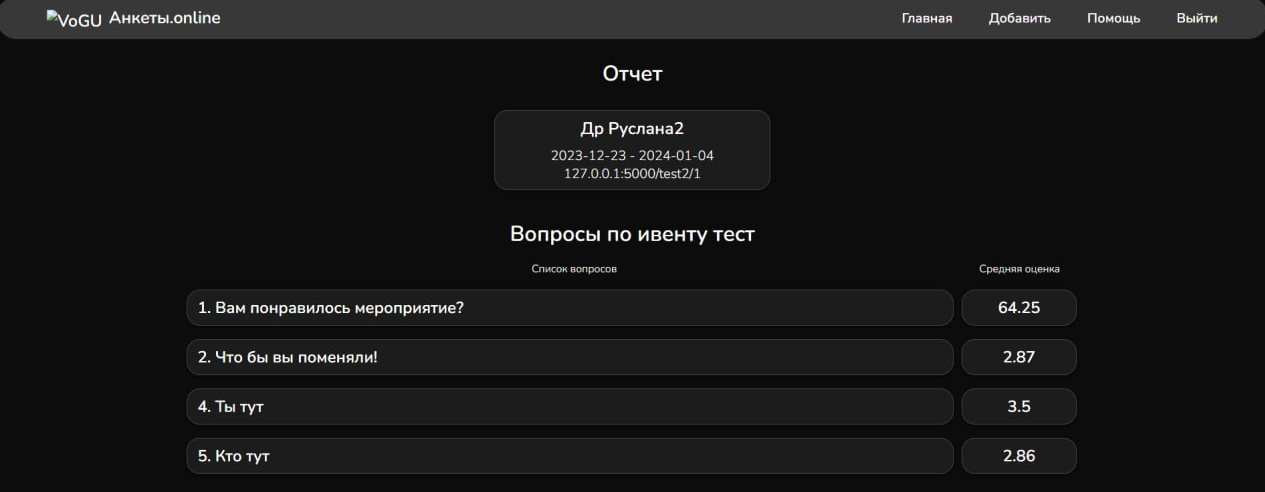 VoGU Анкеты.online Главная Добавить Помощь Выйти
Отчет
Др Руслана2
2023-12-23 - 2024-01-04
127.0.0.1:5000/test2/1
Вопросы по ивенту тест
Список вопросов Средняя оценка
1. Вам понравилось мероприятие? 64.25
2. Что бы вы поменяли! 2.87
4. Ты тут 3.5
5. Кто тут 2.86